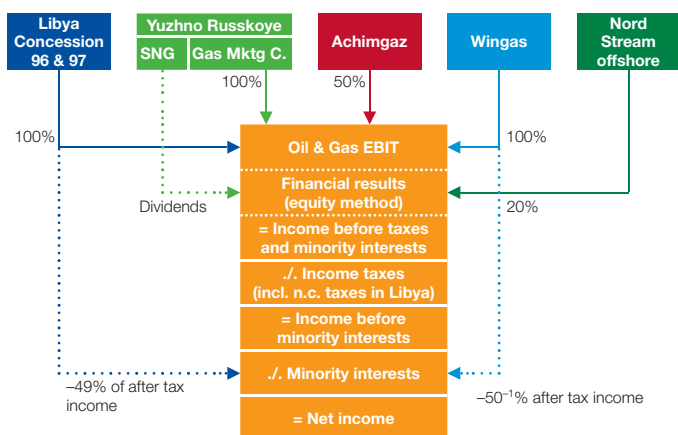 Libya
Concession
96 & 97
Yuzhno Russkoye
SNG
Gas Mktg C.
Achimgaz
Wingas
Nord
Stream
offshore
100%
50%
100%
100%
Oil & Gas EBIT
Financial results
(equity method)
Dividends
20%
= Income before taxes
and minority interests
./. Income taxes
(incl. n.c. taxes in Libya)
= Income before
minority interests
./. Minority interests
–49% of after tax
income
–50⁻¹% after tax income
= Net income